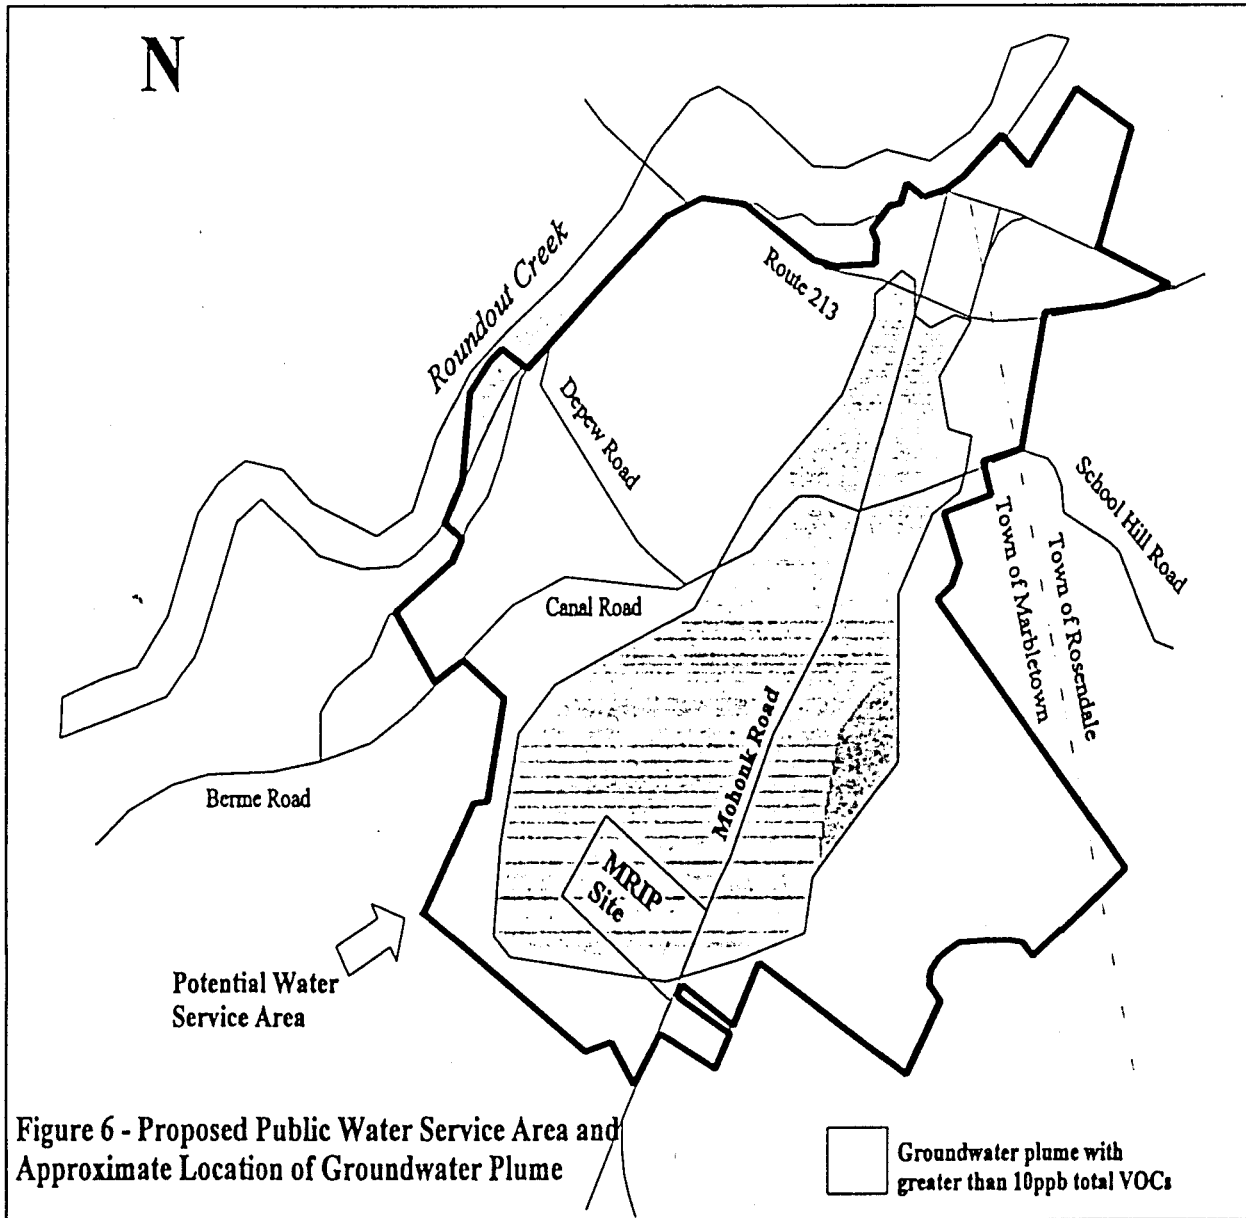 N
Roundout Creek
Route 213
Depew Road
School Hill Road
Town of Rosendale
Town of Marbletown
Canal Road
Mohonk Road
Berme Road
MRIP
Site
Potential Water
Service Area
Figure 6 - Proposed Public Water Service Area and
Approximate Location of Groundwater Plume
Groundwater plume with
greater than 10ppb total VOCs